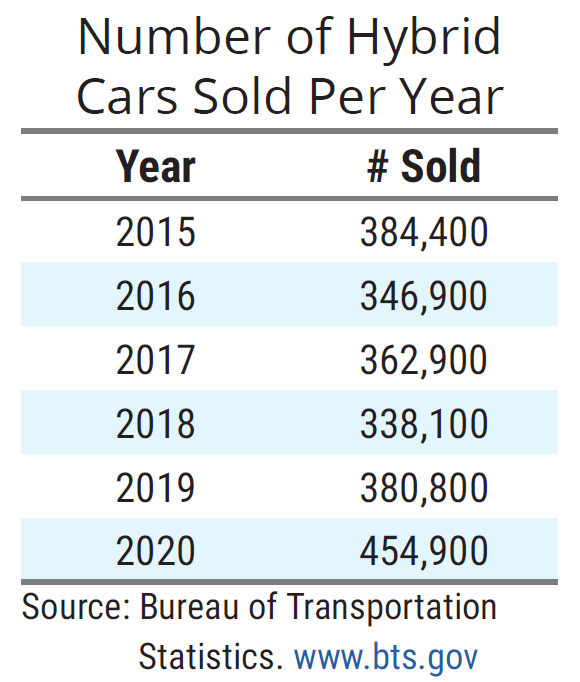 Number of Hybrid
Cars Sold Per Year
Year # Sold
2015 384,400
2016 346,900
2017 362,900
2018 338,100
2019 380,800
2020 454,900
Source: Bureau of Transportation
Statistics. www.bts.gov